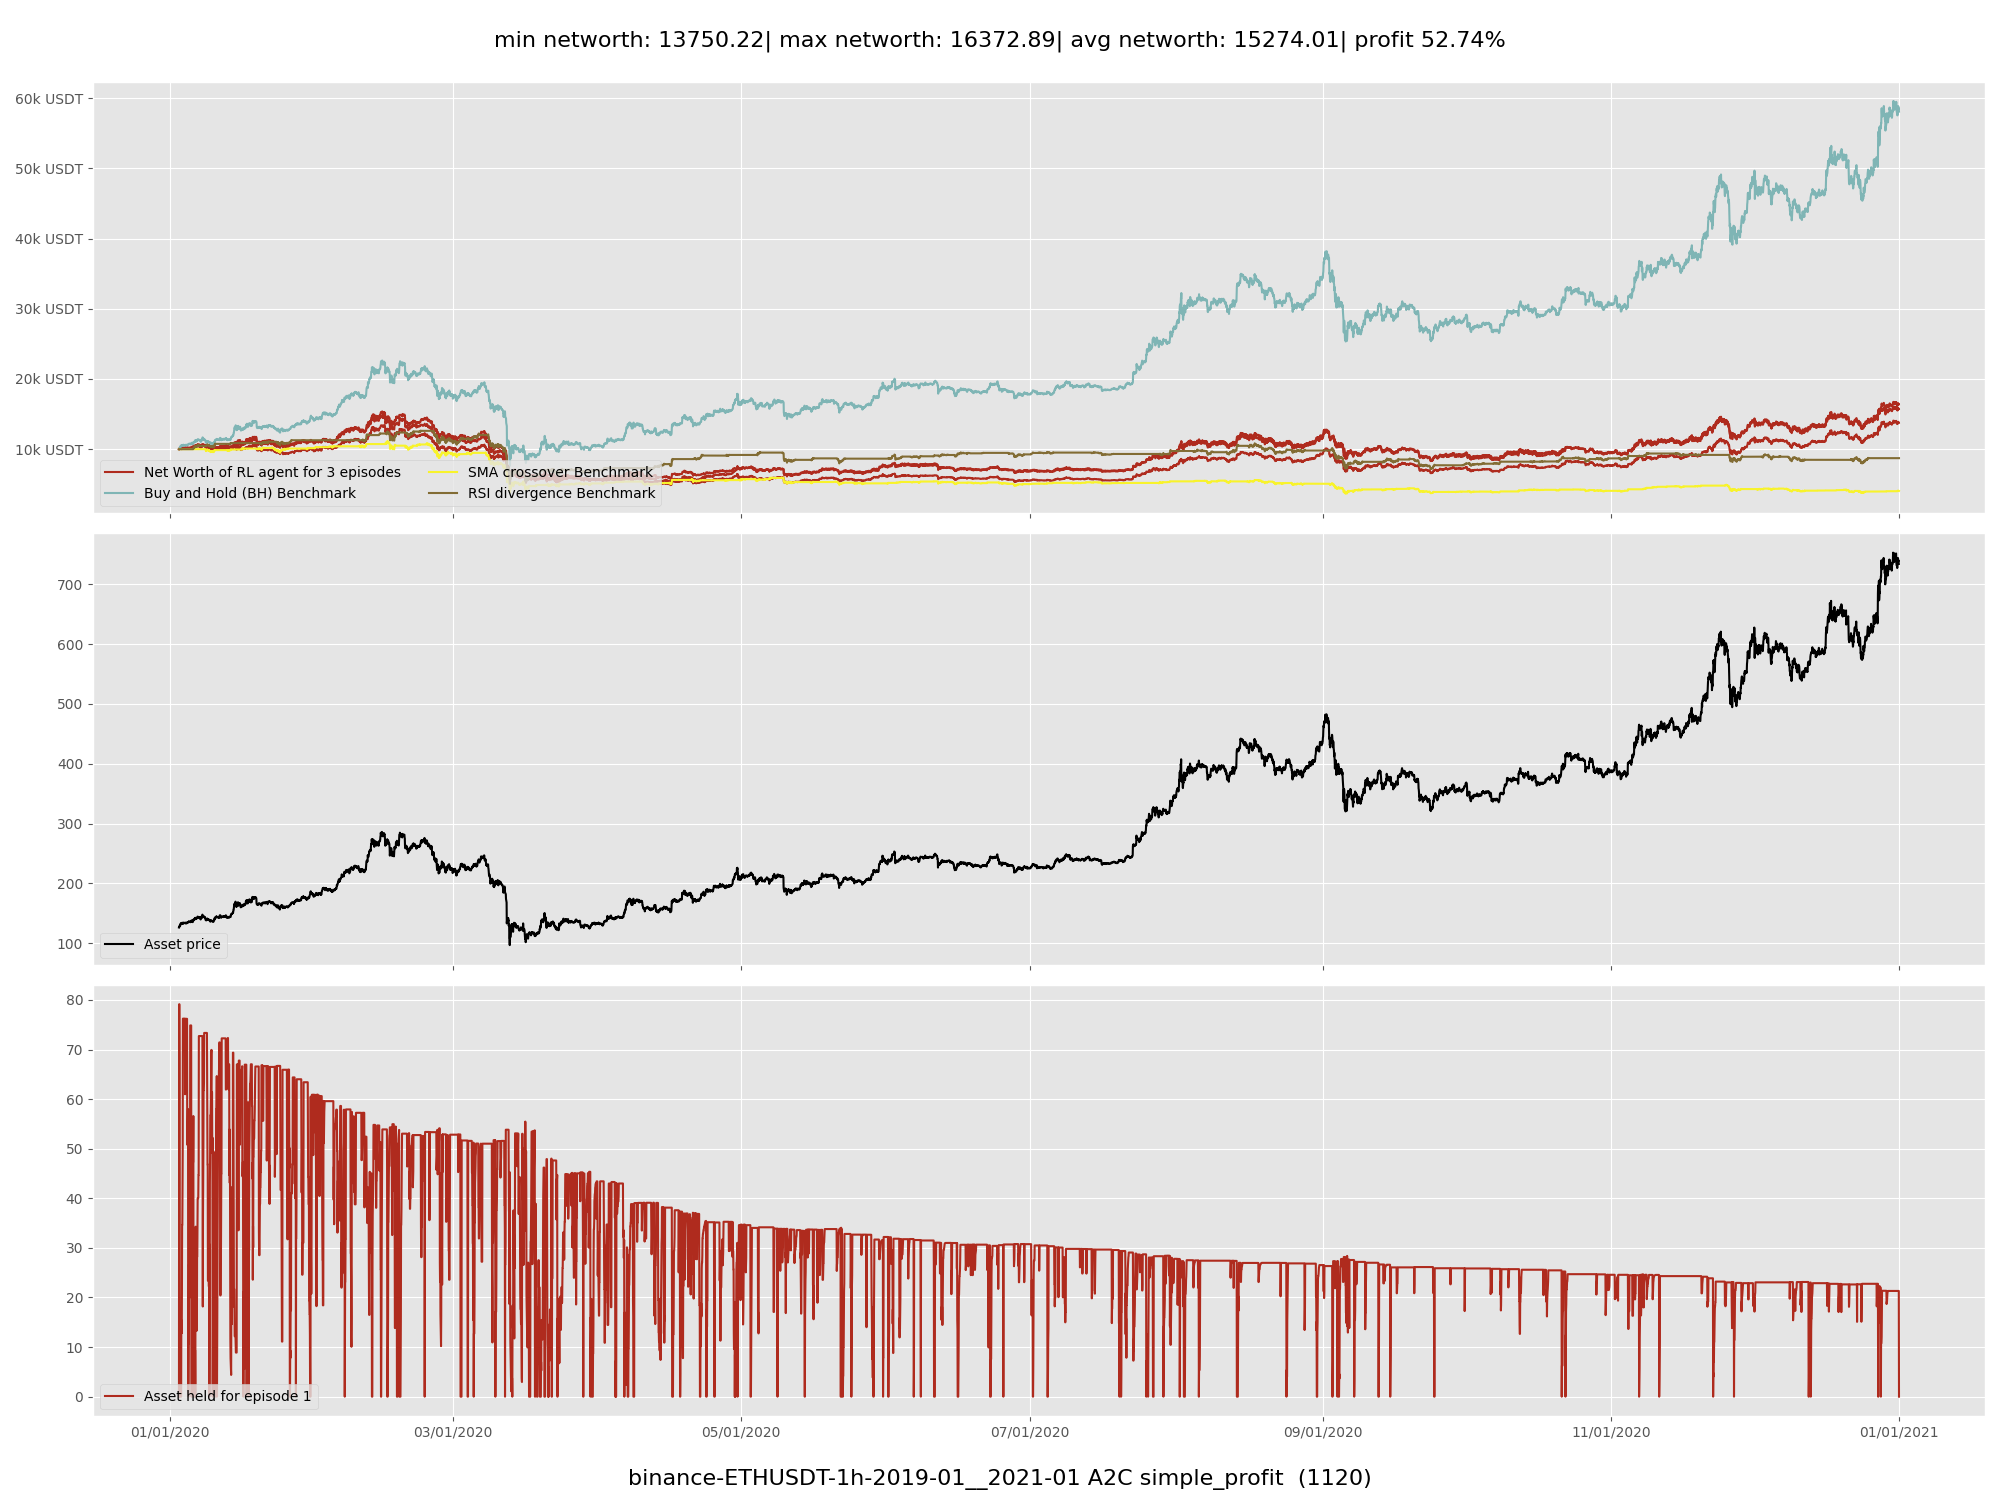 min networth: 13750.22| max networth: 16372.89| avg networth: 15274.01| profit 52.74%
60k USDT
50k USDT
40k USDT
30k USDT
20k USDT
10k USDT
Net Worth of RL agent for 3 episodes
Buy and Hold (BH) Benchmark
SMA crossover Benchmark
RSI divergence Benchmark
700
600
500
400
300
200
100
Asset price
80
70
60
50
40
30
20
10
0
Asset held for episode 1
01/01/2020 03/01/2020 05/01/2020 07/01/2020 09/01/2020 11/01/2020 01/01/2021
binance-ETHUSDT-1h-2019-01__2021-01 A2C simple_profit (1120)